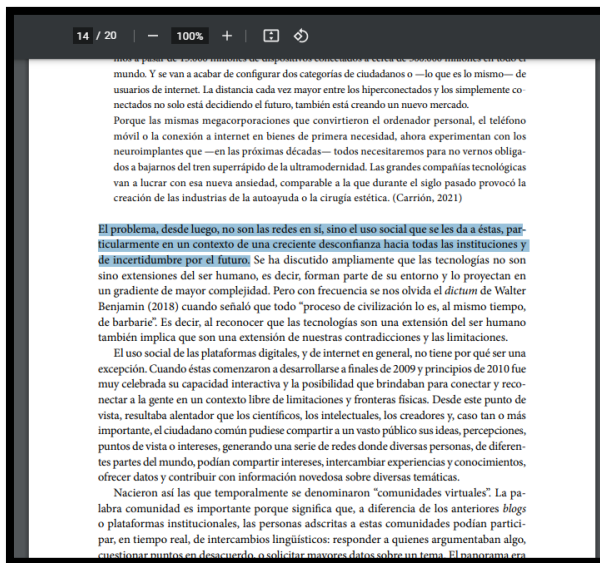 14 / 20 — 100% +
mundo. Y se van a acabar de configurar dos categorías de ciudadanos o —lo que es lo mismo— de
usuarios de internet. La distancia cada vez mayor entre los hiperconectados y los simplemente co-
nectados no solo está decidiendo el futuro, también está creando un nuevo mercado.
Porque las mismas megacorporaciones que convirtieron el ordenador personal, el teléfono
móvil o la conexión a internet en bienes de primera necesidad, ahora experimentan con los
neuroimplantes que —en las próximas décadas— todos necesitaremos para no vernos obliga-
dos a bajarnos del tren superrápido de la ultramodernidad. Las grandes compañías tecnológicas
van a lucrar con esa nueva ansiedad, comparable a la que durante el siglo pasado provocó la
creación de las industrias de la autoayuda o la cirugía estética. (Carrión, 2021)
El problema, desde luego, no son las redes en sí, sino el uso social que se les da a éstas, par-
ticularmente en un contexto de una creciente desconfianza hacia todas las instituciones y
de incertidumbre por el futuro. Se ha discutido ampliamente que las tecnologías no son
sino extensiones del ser humano, es decir, forman parte de su entorno y lo proyectan en
un gradiente de mayor complejidad. Pero con frecuencia se nos olvida el dictum de Walter
Benjamin (2018) cuando señaló que todo “proceso de civilización lo es, al mismo tiempo,
de barbarie”. Es decir, al reconocer que las tecnologías son una extensión del ser humano
también implica que son una extensión de nuestras contradicciones y las limitaciones.
El uso social de las plataformas digitales, y de internet en general, no tiene por qué ser una
excepción. Cuando éstas comenzaron a desarrollarse a finales de 2009 y principios de 2010 fue
muy celebrada su capacidad interactiva y la posibilidad que brindaban para conectar y reco-
nectar a la gente en un contexto libre de limitaciones y fronteras físicas. Desde este punto de
vista, resultaba alentador que los científicos, los intelectuales, los creadores y, caso tan o más
importante, el ciudadano común pudiese compartir a un vasto público sus ideas, percepciones,
puntos de vista o intereses, generando una serie de redes donde diversas personas, de diferen-
tes partes del mundo, podían compartir intereses, intercambiar experiencias y conocimientos,
ofrecer datos y contribuir con información novedosa sobre diversas temáticas.
Nacieron así las que temporalmente se denominaron “comunidades virtuales”. La pa-
labra comunidad es importante porque significa que, a diferencia de los anteriores blogs
o plataformas institucionales, las personas adscritas a estas comunidades podían partici-
par, en tiempo real, de intercambios lingüísticos: responder a quienes argumentaban algo,
cuestionar puntos en desacuerdo, o solicitar mayores datos sobre un tema. El panorama era